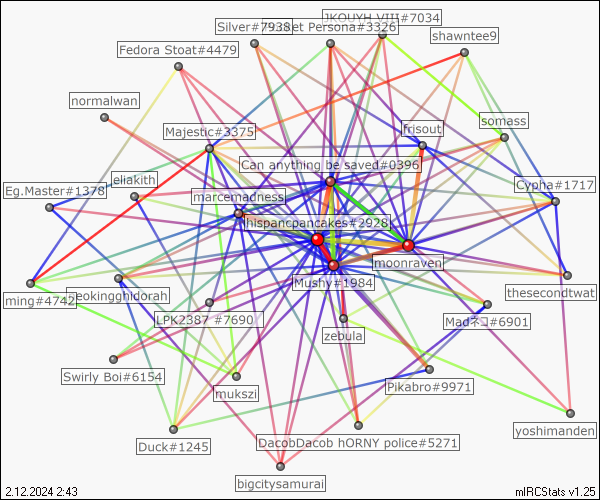 JKOUYH VIII#7034
Silver#7938
Persona#3326
shawntee9
Fedora Stoat#4479
normalwan
somass
Majestic#3375
frisout
Can anything be saved#0396
eliakith
Eg.Master#1378
Cypha#1717
marcemadness
hispancpancakes#2928
moonraven
Mushy#1984
ming#4742
leokinghidorah
thesecondtwat
LPK2387 #7690
Madネコ#6901
zebula
Swirly Boi#6154
mukszi
Pikabro#9971
yoshimanden
Duck#1245
DacobDacob hORNY police#5271
bigcitysamurai
2.12.2024 2:43
mIRCStats v1.25